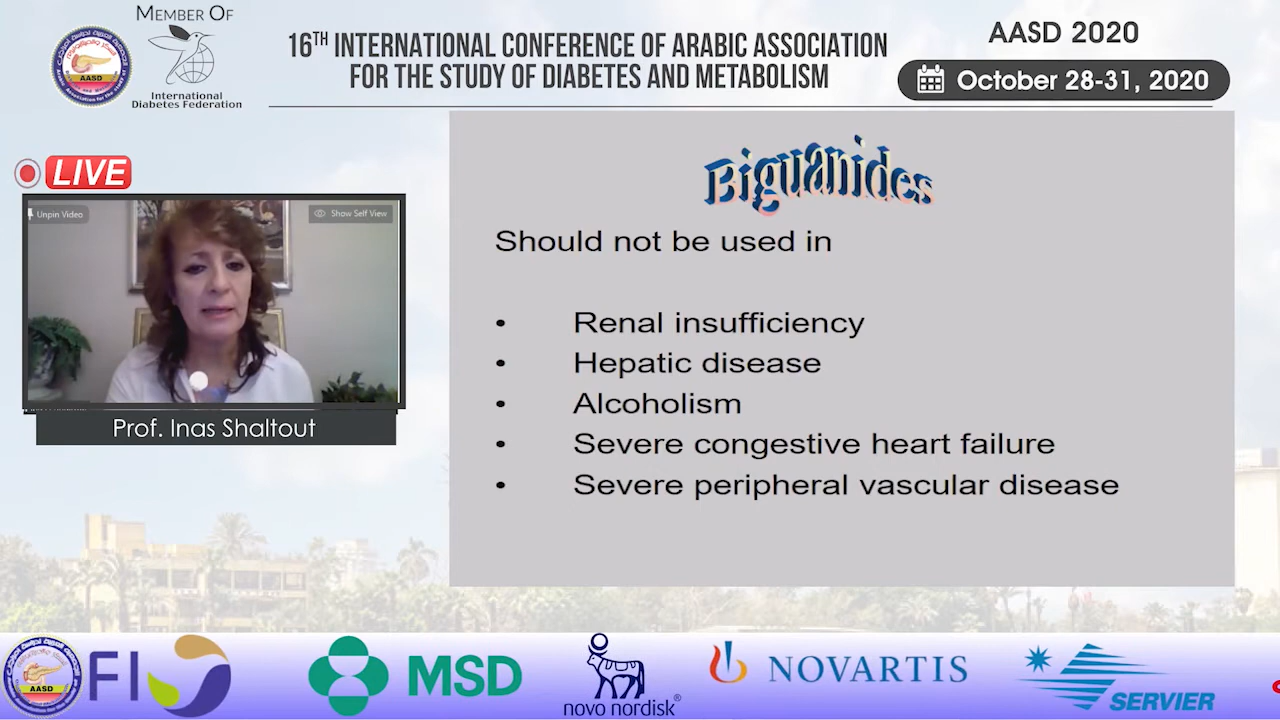 MEMBER OF
AASD
International
Diabetes Federation
16TH INTERNATIONAL CONFERENCE OF ARABIC ASSOCIATION
FOR THE STUDY OF DIABETES AND METABOLISM
AASD 2020
October 28-31, 2020
LIVE
Unpin Video
Show Self View
Prof. Inas Shaltout
Biguanides
Should not be used in
• Renal insufficiency
• Hepatic disease
• Alcoholism
• Severe congestive heart failure
• Severe peripheral vascular disease
AASD
MSD
novo nordisk®
NOVARTIS
SERVIER